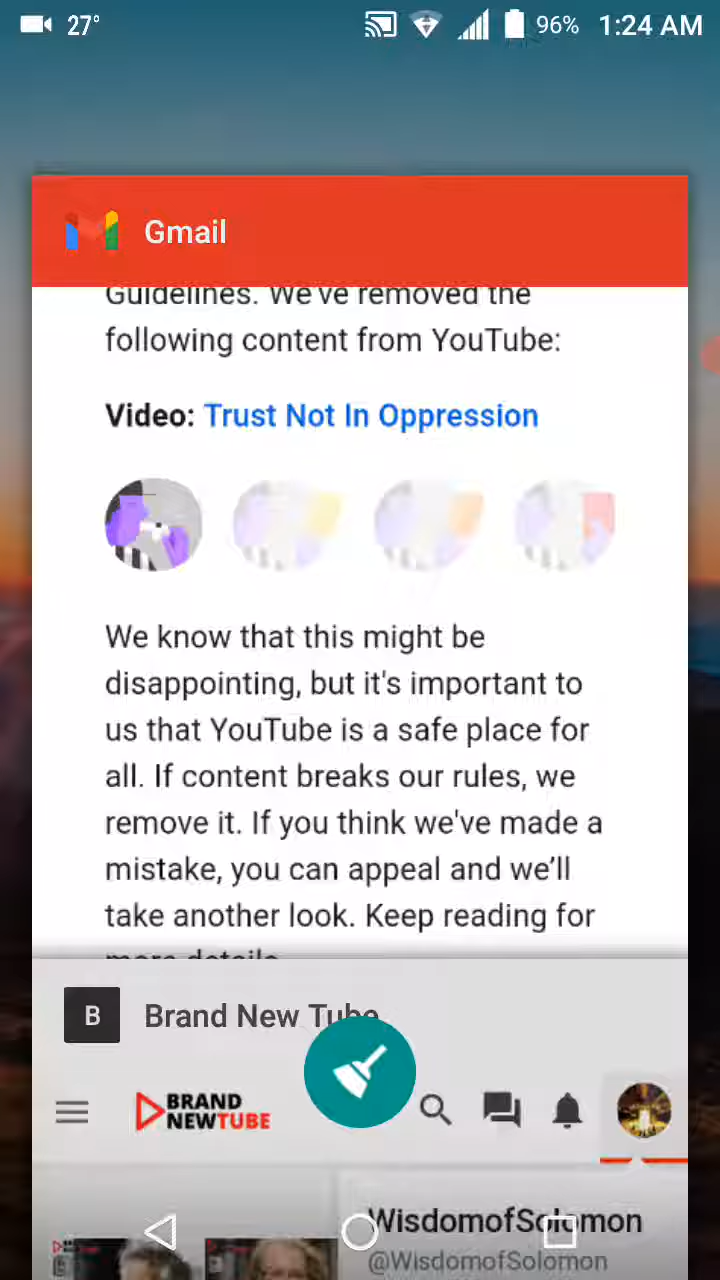 27°
96%
1:24 AM
Gmail
Guidelines. We've removed the
following content from YouTube:
Video: Trust Not In Oppression
We know that this might be
disappointing, but it's important to
us that YouTube is a safe place for
all. If content breaks our rules, we
remove it. If you think we've made a
mistake, you can appeal and we’ll
take another look. Keep reading for
more details
B
Brand New Tube
BRAND
NEWTUBE
WisdomofSolomon
@WisdomofSolomon